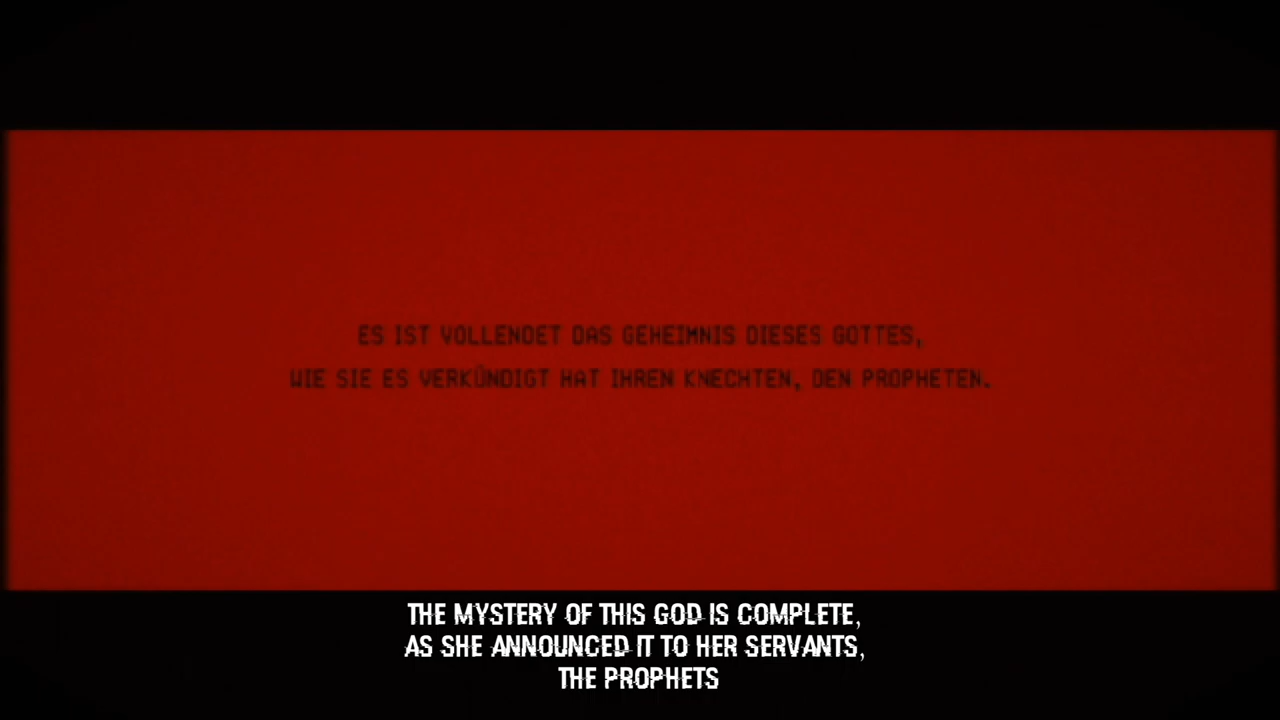 ES IST VOLLENDET DAS GEHEIMNIS DIESES GOTTES,
WIE SIE ES VERKÜNDIGT HAT IHREN KNECHTEN, DEN PROPHETEN.
THE MYSTERY OF THIS GOD IS COMPLETE,
AS SHE ANNOUNCED IT TO HER SERVANTS,
THE PROPHETS